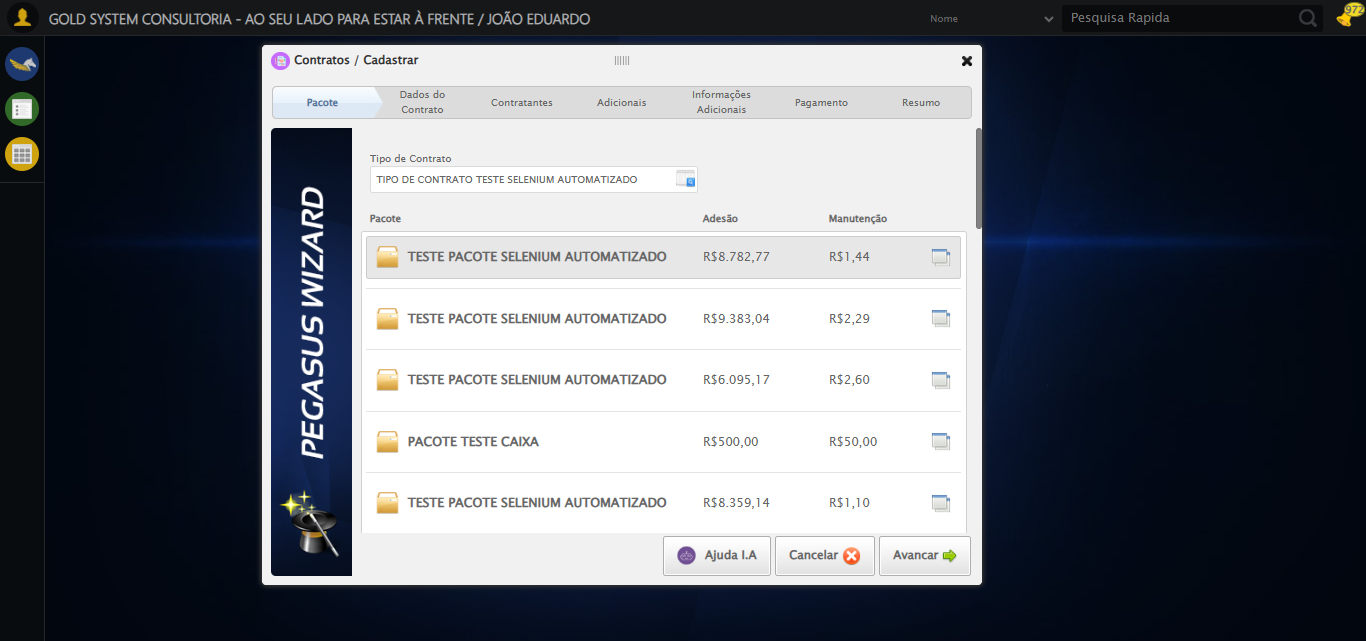 GOLD SYSTEM CONSULTORIA - AO SEU LADO PARA ESTAR À FRENTE / JOÃO EDUARDO
Nome
Pesquisa Rapida
972
Contratos / Cadastrar
Pacote
Dados do
Contrato
Contratantes
Adicionais
Informações
Adicionais
Pagamento
Resumo
PEGASUS WIZARD
Tipo de Contrato
TIPO DE CONTRATO TESTE SELENIUM AUTOMATIZADO
Pacote Adesão Manutenção
TESTE PACOTE SELENIUM AUTOMATIZADO R$8.782,77 R$1,44
TESTE PACOTE SELENIUM AUTOMATIZADO R$9.383,04 R$2,29
TESTE PACOTE SELENIUM AUTOMATIZADO R$6.095,17 R$2,60
PACOTE TESTE CAIXA R$500,00 R$50,00
TESTE PACOTE SELENIUM AUTOMATIZADO R$8.359,14 R$1,10
Ajuda I.A Cancelar Avancar